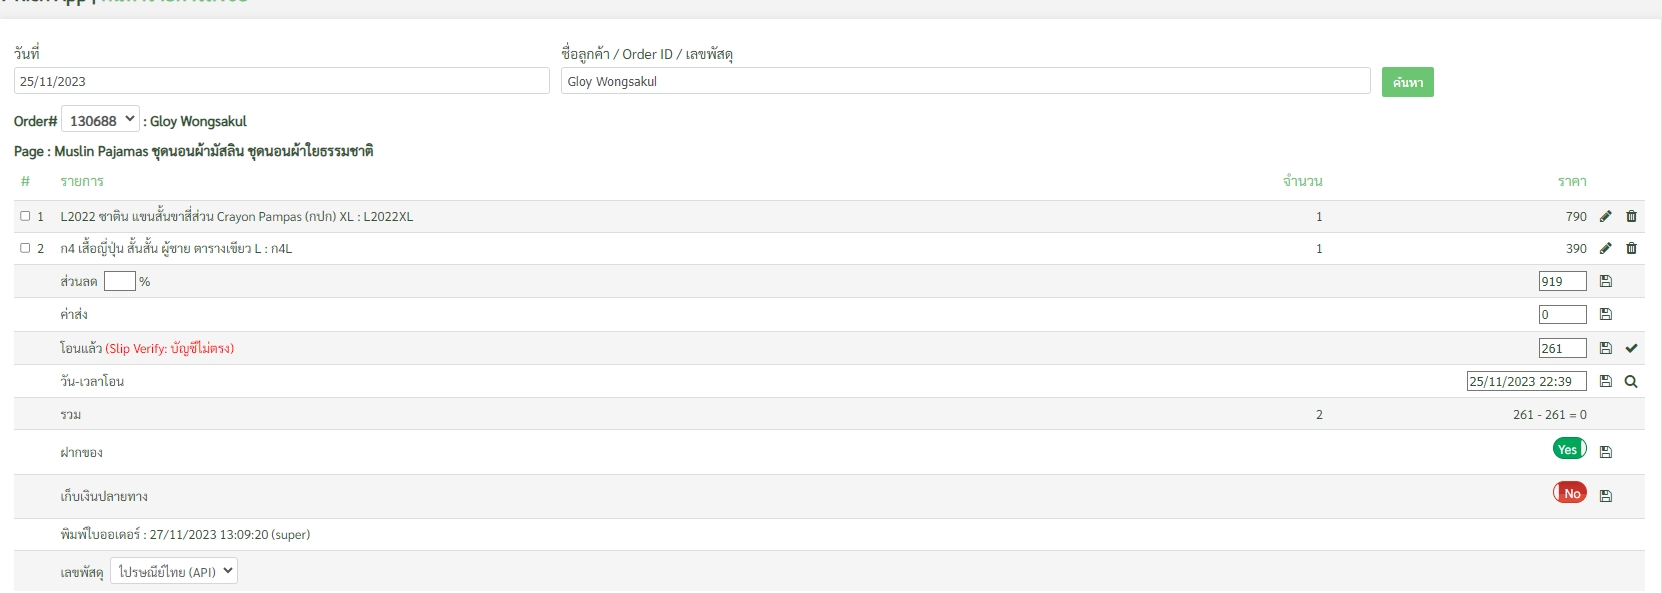 วันที่
ชื่อลูกค้า / Order ID / เลขพัสดุ
25/11/2023
Gloy Wongsakul
ค้นหา
Order# 130688 : Gloy Wongsakul
Page : Muslin Pajamas ชุดนอนผ้ามัสลิน ชุดนอนผ้าใยธรรมชาติ
# รายการ จำนวน ราคา
1 L2022 ซาติน แขนสั้นขาสี่ส่วน Crayon Pampas (กปก) XL : L2022XL 1 790
2 ก4 เสื้อญี่ปุ่น สั้นสั้น ผู้ชาย ตารางเขียว L : ก4L 1 390
ส่วนลด % 919
ค่าส่ง 0
โอนแล้ว (Slip Verify: บัญชีไม่ตรง) 261
วัน-เวลาโอน 25/11/2023 22:39
รวม 2 261 - 261 = 0
ฝากของ Yes
เก็บเงินปลายทาง No
พิมพ์ใบออเดอร์ : 27/11/2023 13:09:20 (super)
เลขพัสดุ ไปรษณีย์ไทย (API)